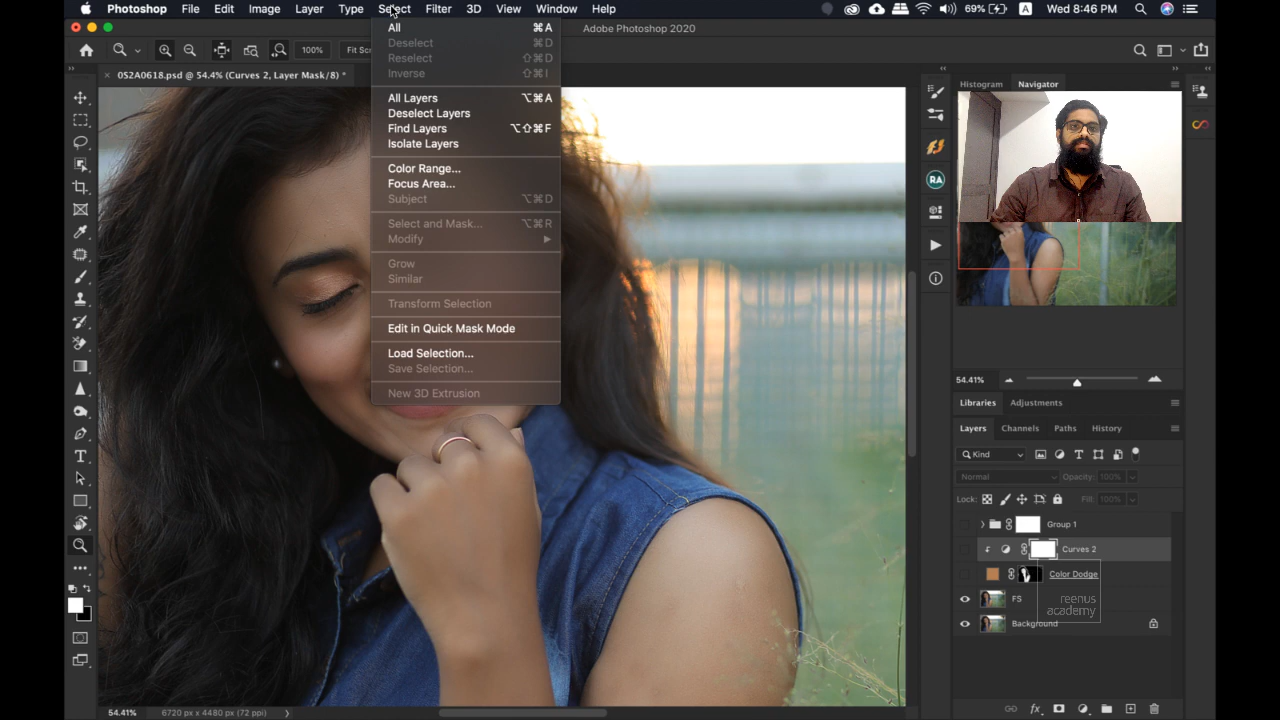 Photoshop File Edit Image Layer Type Select Filter 3D View Window Help 69% A Wed 8:46 PM
Adobe Photoshop 2020
100% Fit Scr
× 0S2A0618.psd @ 54.4% (Curves 2, Layer Mask/8) *
All ⌘A
Deselect ⌘D
Reselect ⇧⌘D
Inverse ⇧⌘I
All Layers ⌥⌘A
Deselect Layers
Find Layers ⌥⇧⌘F
Isolate Layers
Color Range...
Focus Area...
Subject ⌥⌘D
Select and Mask... ⌥⌘R
Modify
Grow
Similar
Transform Selection
Edit in Quick Mask Mode
Load Selection...
Save Selection...
New 3D Extrusion
Histogram Navigator
RA
54.41%
Libraries Adjustments
Layers Channels Paths History
Kind
Normal Opacity: 100%
Lock: Fill: 100%
Group 1
Curves 2
Color Dodge
FS
reenus
academy
Background
fx
54.41% 6720 px x 4480 px (72 ppi)